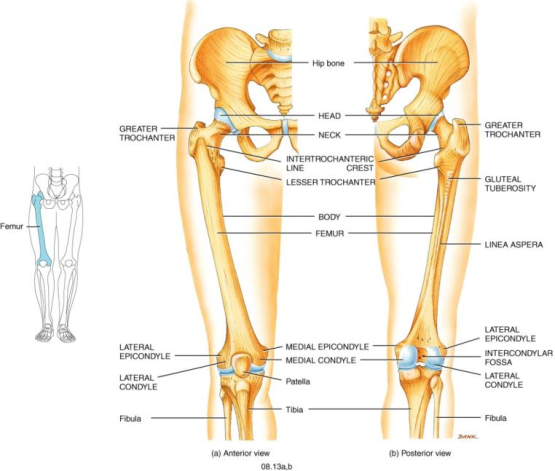 Hip bone
HEAD
GREATER
TROCHANTER
NECK
GREATER
TROCHANTER
INTERTROCHANTERIC
LINE CREST
LESSER TROCHANTER
GLUTEAL
TUBEROSITY
BODY
Femur
FEMUR
LINEA ASPERA
LATERAL
EPICONDYLE
MEDIAL EPICONDYLE
LATERAL
EPICONDYLE
MEDIAL CONDYLE
INTERCONDYLAR
FOSSA
LATERAL
CONDYLE
Patella
LATERAL
CONDYLE
Fibula
Tibia
Fibula
(a) Anterior view
(b) Posterior view
08.13a,b